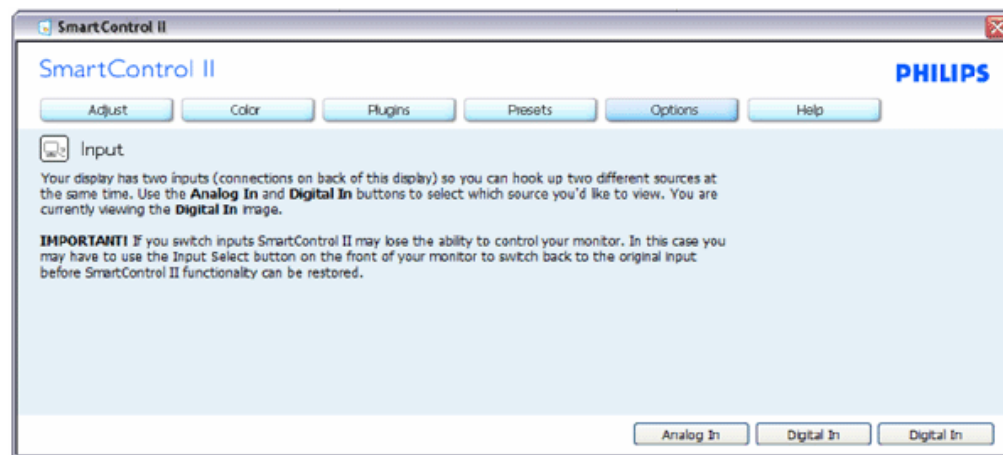 SmartControl II
SmartControl II
PHILIPS
Adjust Color Plugins Presets Options Help
Input
Your display has two inputs (connections on back of this display) so you can hook up two different sources at
the same time. Use the Analog In and Digital In buttons to select which source you'd like to view. You are
currently viewing the Digital In image.
IMPORTANT! If you switch inputs SmartControl II may lose the ability to control your monitor. In this case you
may have to use the Input Select button on the front of your monitor to switch back to the original input
before SmartControl II functionality can be restored.
Analog In Digital In Digital In